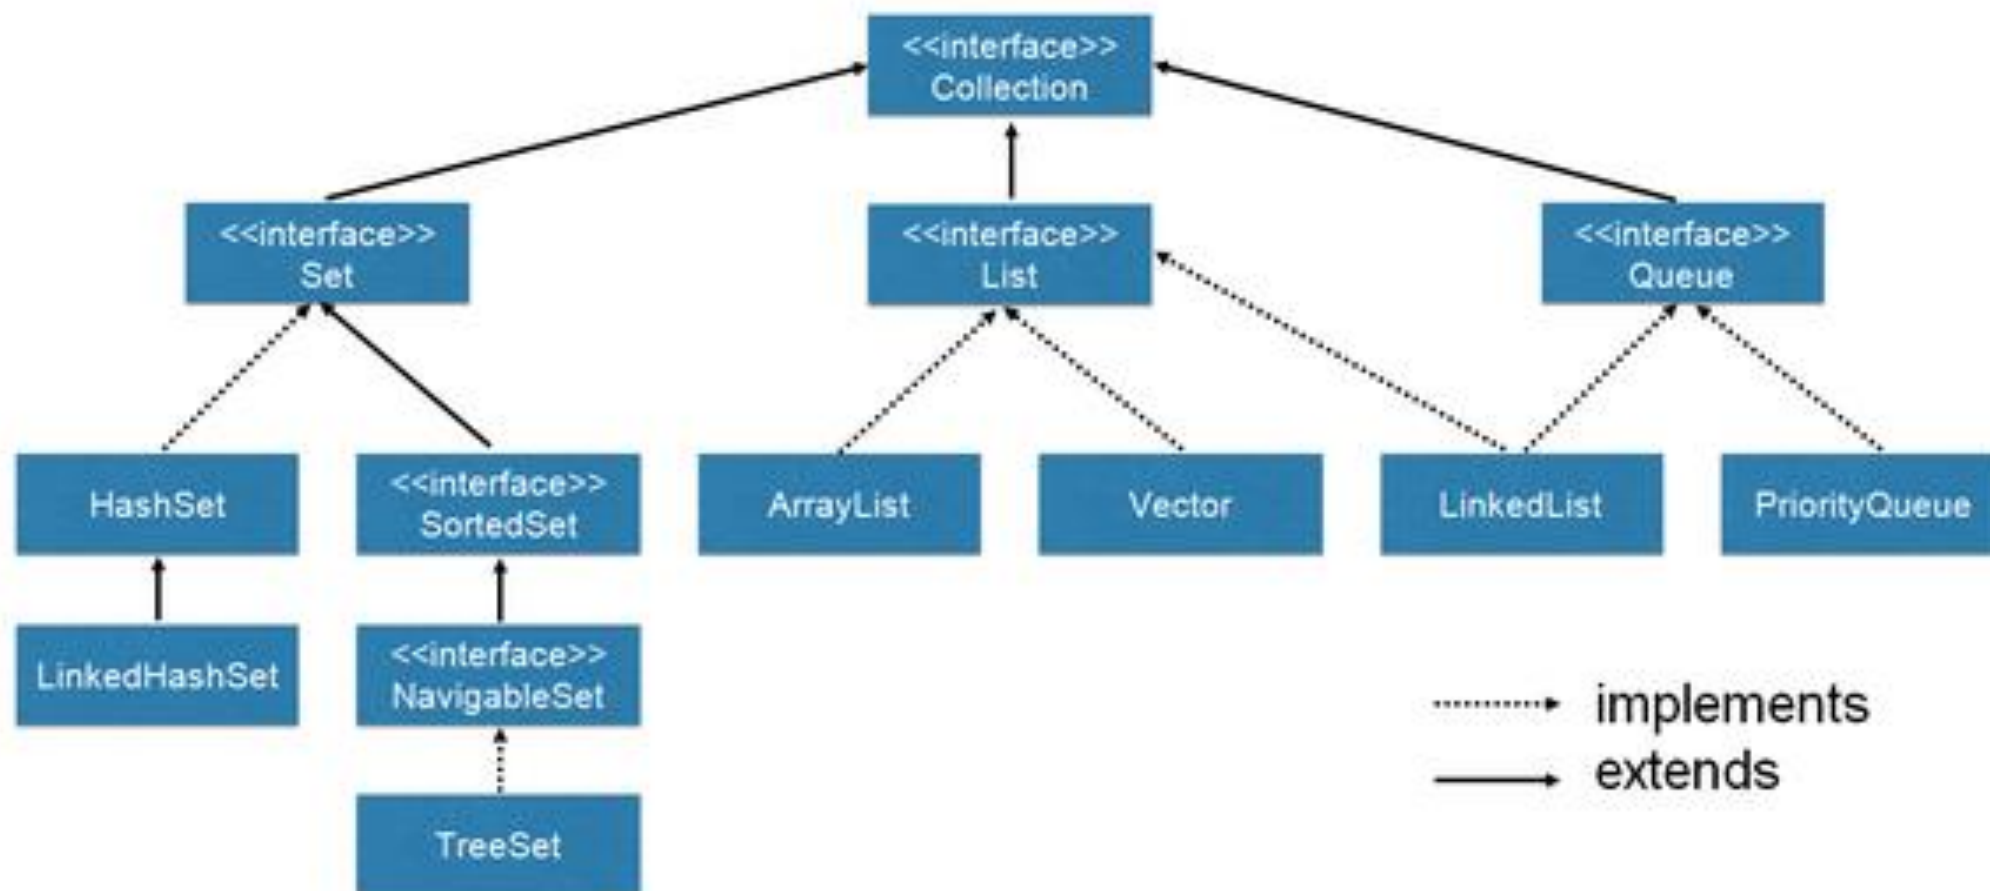 <<interface>>
Collection
<<interface>>
Set
<<interface>>
List
<<interface>>
Queue
HashSet
<<interface>>
SortedSet
ArrayList
Vector
LinkedList
PriorityQueue
LinkedHashSet
<<interface>>
NavigableSet
TreeSet
implements
extends